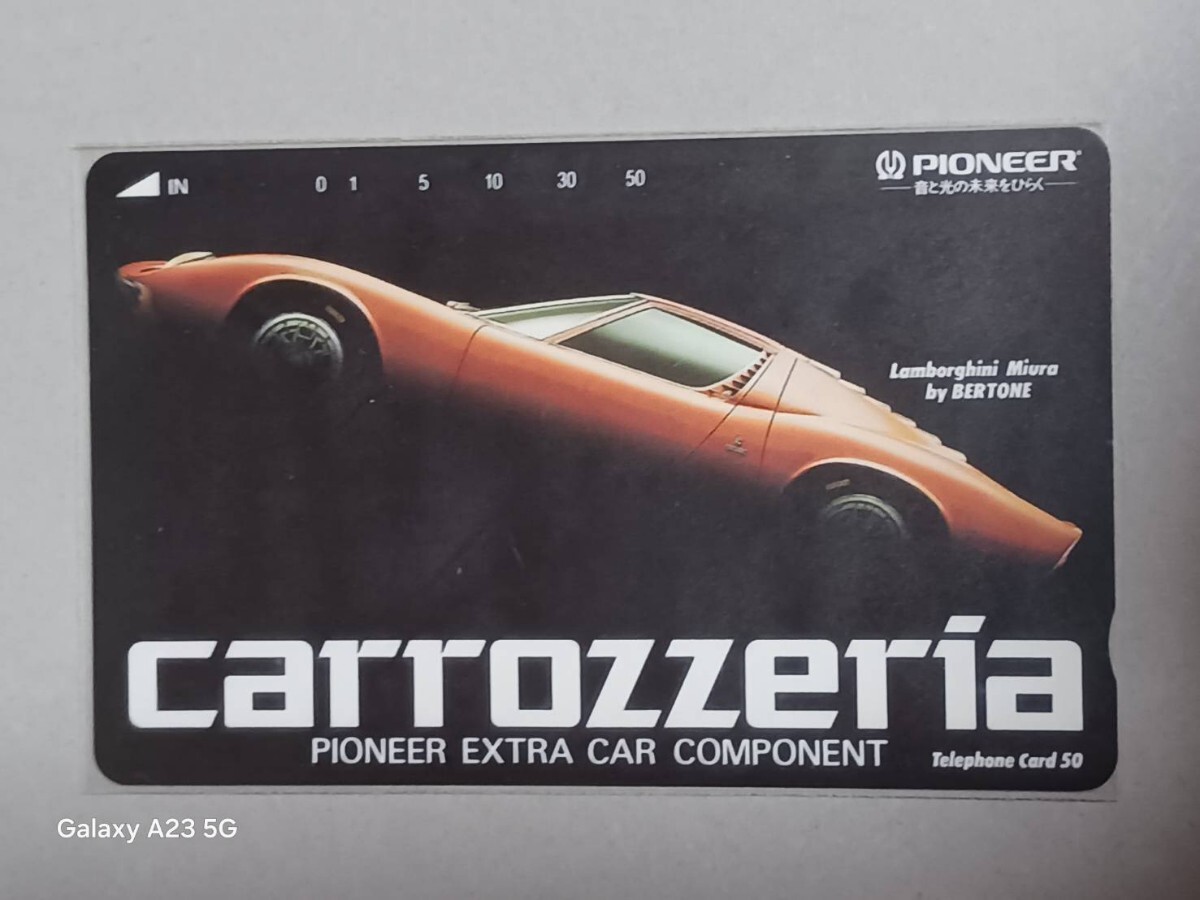 IN 0 1 5 10 30 50
PIONEER
音と光の未来をひらく
Lamborghini Miura
by BERTONE
carrozzeria
PIONEER EXTRA CAR COMPONENT
Telephone Card 50
Galaxy A23 5G